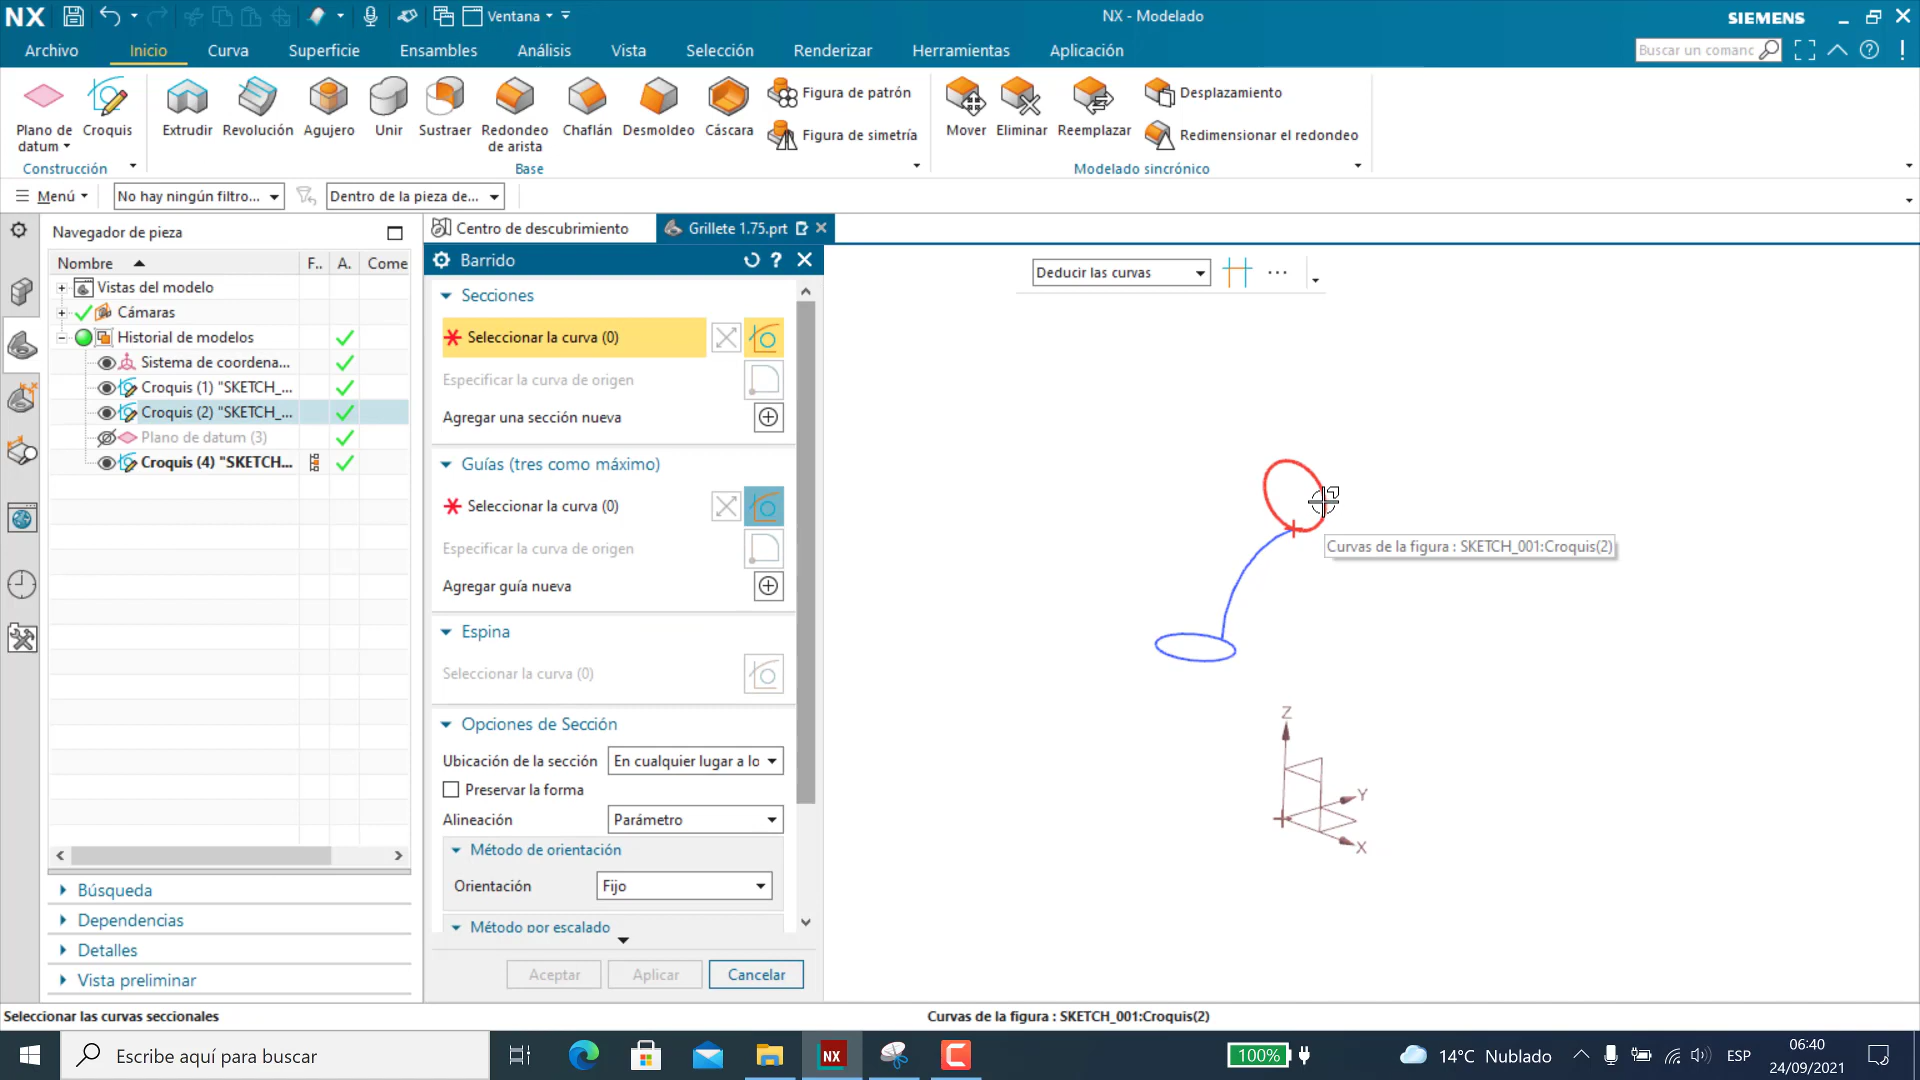 NX
Ventana
NX - Modelado
SIEMENS
Archivo
Inicio
Curva
Superficie
Ensambles
Análisis
Vista
Selección
Renderizar
Herramientas
Aplicación
Buscar un comanc
Plano de datum
Croquis
Extrudir
Revolución
Agujero
Unir
Sustraer
Redondeo de arista
Chaflán
Desmoldeo
Cáscara
Figura de patrón
Figura de simetría
Mover
Eliminar
Reemplazar
Desplazamiento
Redimensionar el redondeo
Construcción
Base
Modelado sincrónico
Menú
No hay ningún filtro...
Dentro de la pieza de...
Navegador de pieza
Nombre
F..
A.
Come
Vistas del modelo
Cámaras
Historial de modelos
Sistema de coordena...
Croquis (1) "SKETCH_...
Croquis (2) "SKETCH_...
Plano de datum (3)
Croquis (4) "SKETCH...
Búsqueda
Dependencias
Detalles
Vista preliminar
Centro de descubrimiento
Grillete 1.75.prt
Barrido
Secciones
Seleccionar la curva (0)
Especificar la curva de origen
Agregar una sección nueva
Guías (tres como máximo)
Seleccionar la curva (0)
Especificar la curva de origen
Agregar guía nueva
Espina
Seleccionar la curva (0)
Opciones de Sección
Ubicación de la sección
En cualquier lugar a lo
Preservar la forma
Alineación
Parámetro
Método de orientación
Orientación
Fijo
Método por escalado
Aceptar
Aplicar
Cancelar
Deducir las curvas
Curvas de la figura : SKETCH_001:Croquis(2)
Z
Y
X
Seleccionar las curvas seccionales
Curvas de la figura : SKETCH_001:Croquis(2)
Escribe aquí para buscar
NX
100%
14°C Nublado
ESP
06:40
24/09/2021